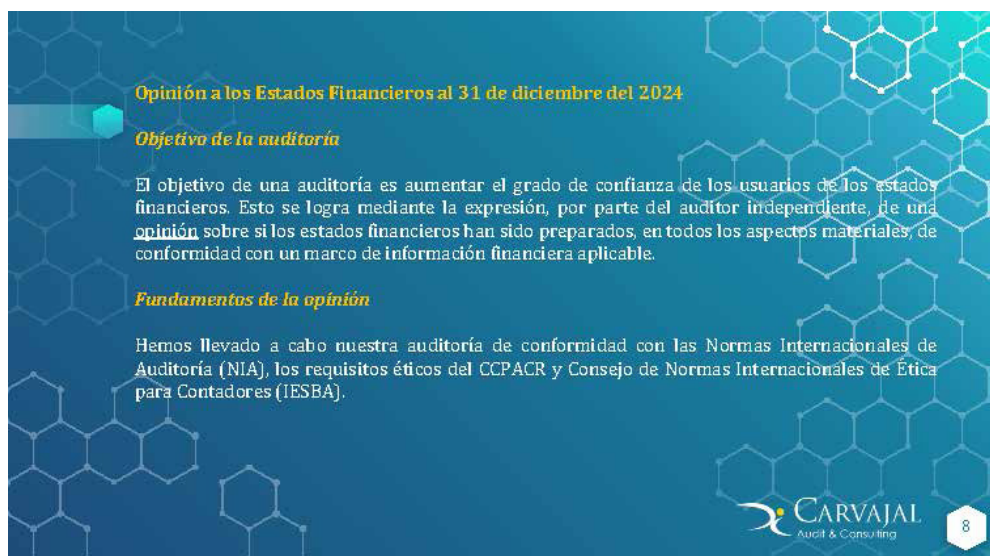 Opinión a los Estados Financieros al 31 de diciembre del 2024
Objetivo de la auditoría
El objetivo de una auditoría es aumentar el grado de confianza de los usuarios de los estados
financieros. Esto se logra mediante la expresión, por parte del auditor independiente, de una
opinión sobre si los estados financieros han sido preparados, en todos los aspectos materiales, de
conformidad con un marco de información financiera aplicable.
Fundamentos de la opinión
Hemos llevado a cabo nuestra auditoría de conformidad con las Normas Internacionales de
Auditoría (NIA), los requisitos éticos del CCPACR y Consejo de Normas Internacionales de Ética
para Contadores (IESBA).
CARVAJAL
Audit & Consulting
8